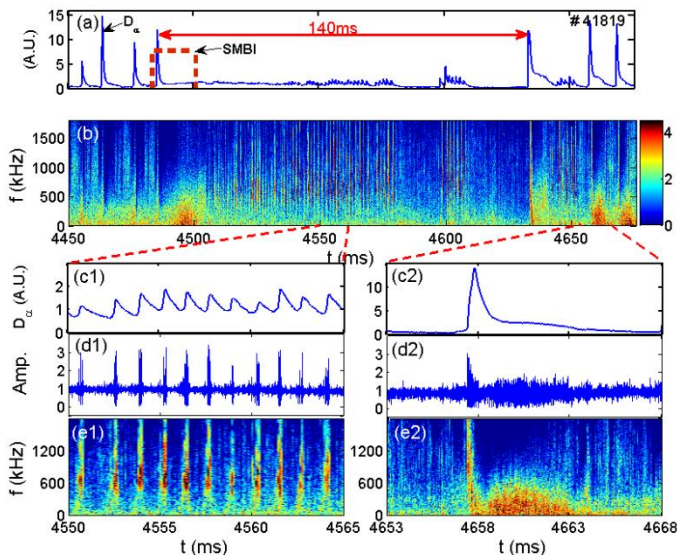 (a) Dα 140ms #41819
SMBI
(A.U.)
15
10
5
0
(b)
f (kHz)
1500
1000
500
0
4
2
0
4450 4500 4550 4600 4650
t (ms)
(c1) (c2)
Dα (A.U.)
2
1
0
10
5
0
(d1) (d2)
Amp.
3
2
1
0
3
2
1
0
(e1) (e2)
f (kHz)
1200
600
0
1200
600
0
4550 4555 4560 4565 4653 4658 4663 4668
t (ms) t (ms)